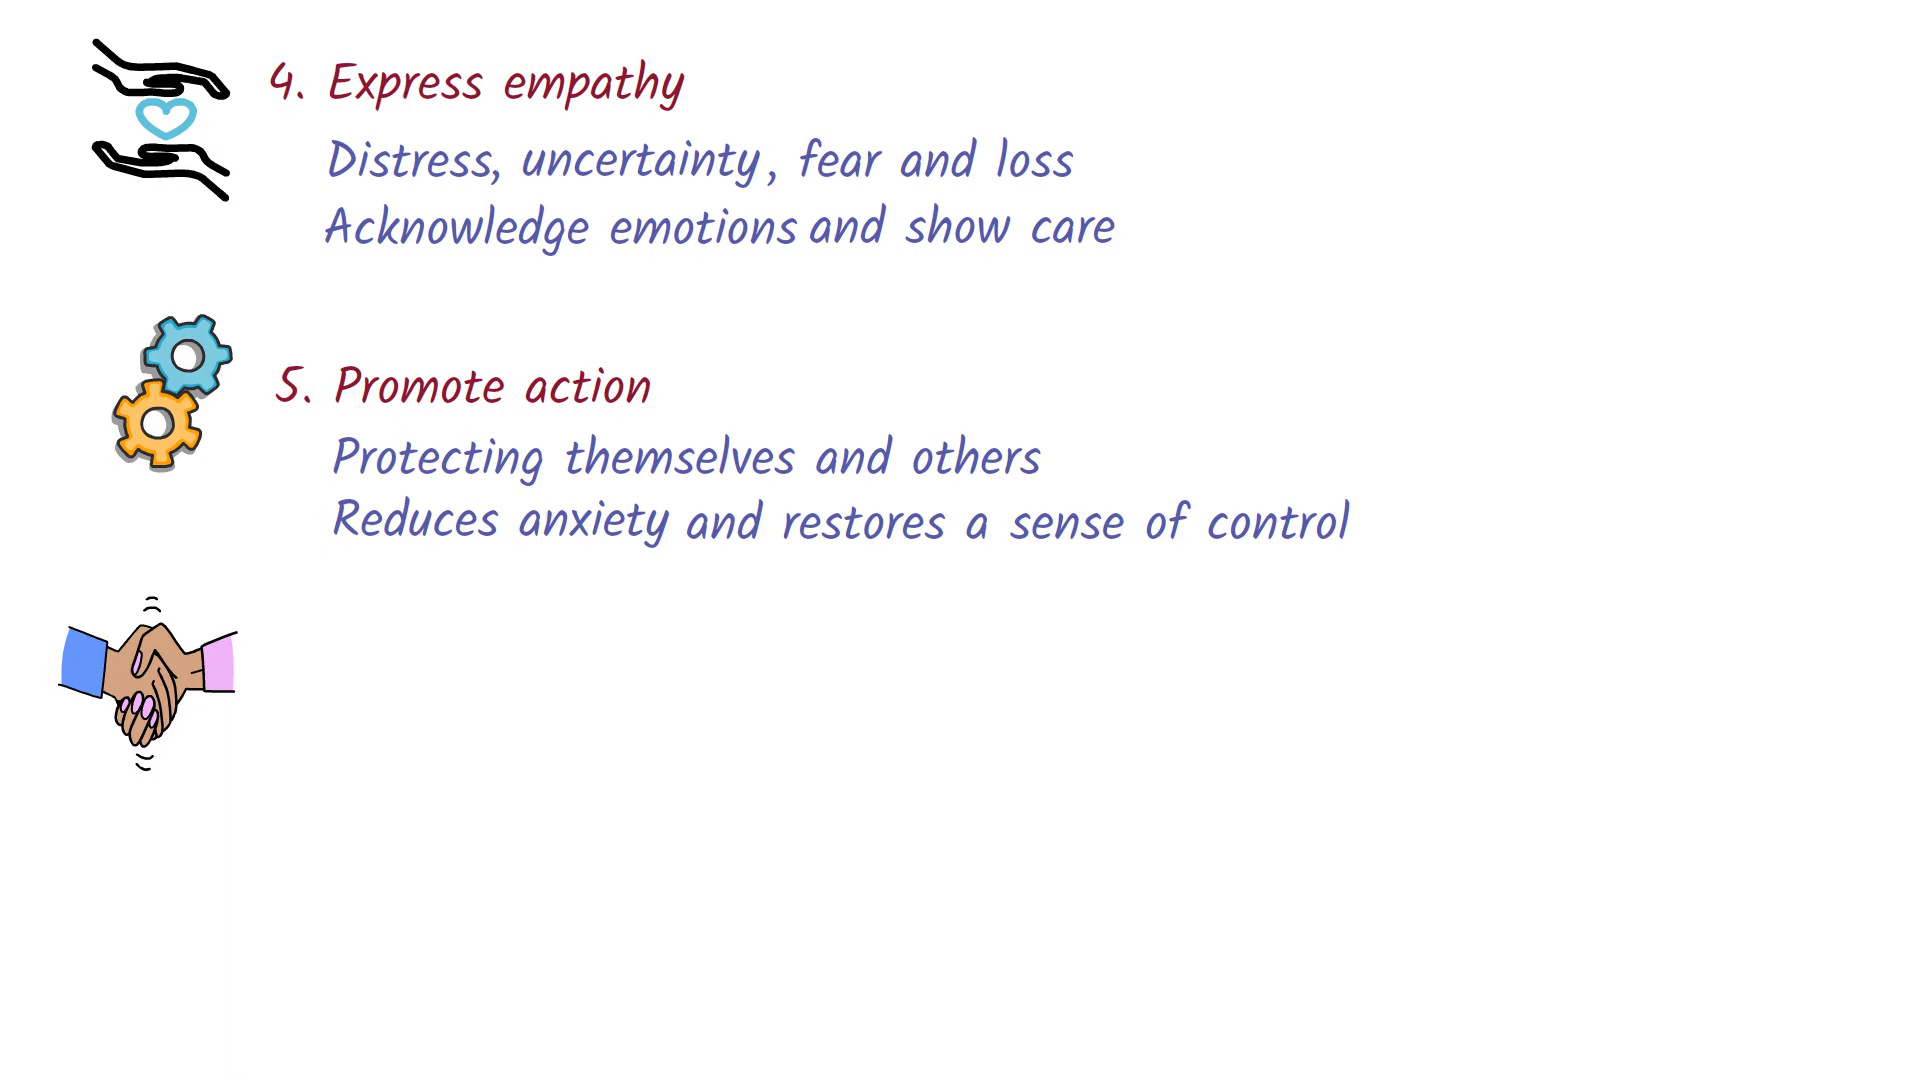 4. Express empathy
Distress, uncertainty, fear and loss
Acknowledge emotions and show care
5. Promote action
Protecting themselves and others
Reduces anxiety and restores a sense of control